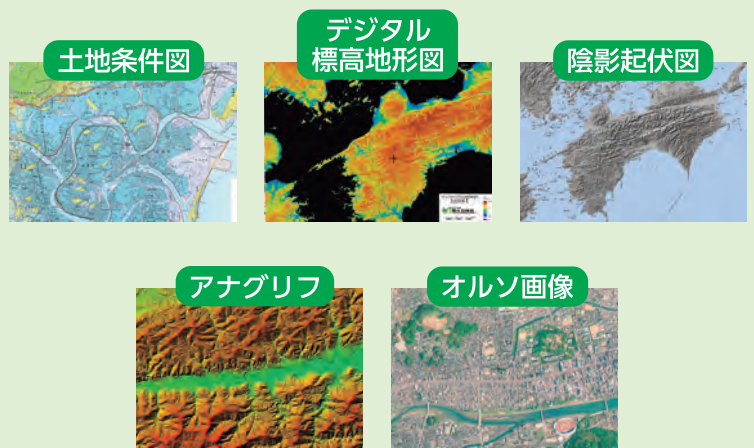 土地条件図
デジタル
標高地形図
陰影起伏図
アナグリフ
オルソ画像